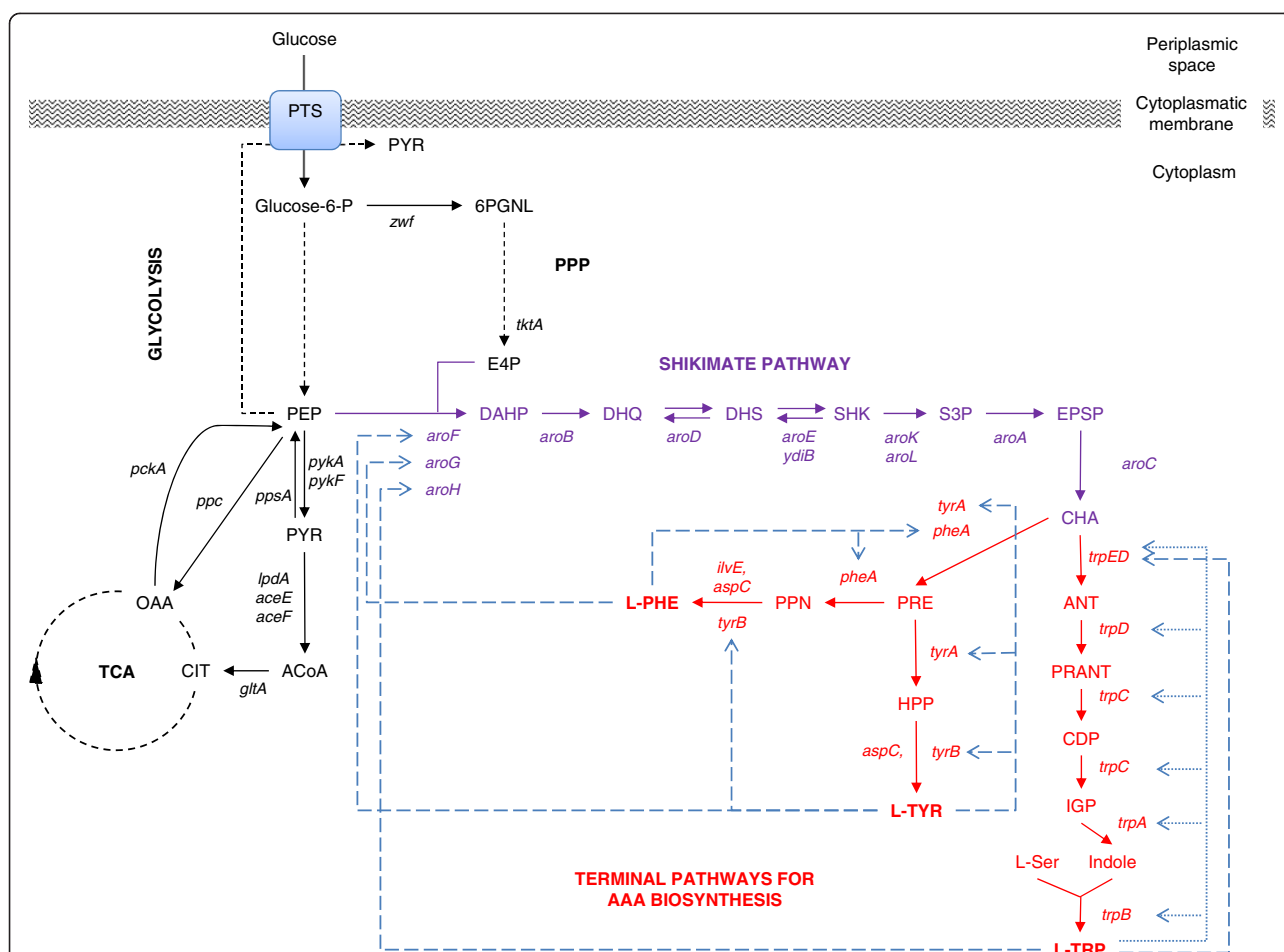 Glucose
Periplasmic
space
PTS
Cytoplasmatic
membrane
PYR
Cytoplasm
Glucose-6-P
zwf
6PGNL
GLYCOLYSIS
PPP
tktA
E4P
SHIKIMATE PATHWAY
PEP
DAHP
DHQ
DHS
SHK
S3P
EPSP
aroF
aroB
aroD
aroE
ydiB
aroK
aroL
aroA
aroG
aroH
aroC
pckA
ppc
ppsA
pykA
pykF
PYR
tyrA
pheA
CHA
trpED
lpdA
aceE
aceF
ilvE,
aspC
pheA
OAA
L-PHE
PPN
PRE
ANT
tyrB
trpD
tyrA
TCA
CIT
ACoA
gltA
PRANT
trpC
HPP
CDP
aspC,
tyrB
trpC
L-TYR
IGP
trpA
L-Ser
Indole
TERMINAL PATHWAYS FOR
AAA BIOSYNTHESIS
trpB
L-TRP